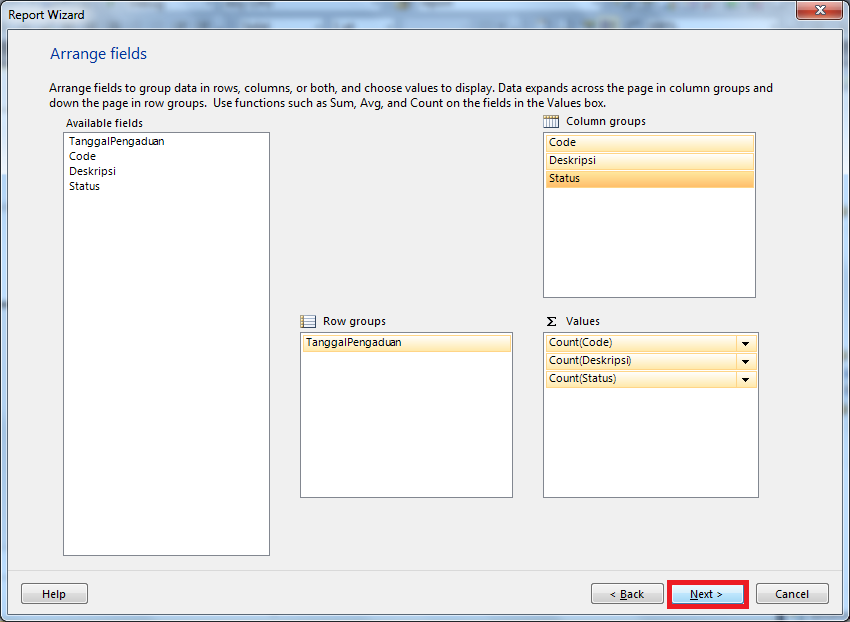 Report Wizard
Arrange fields
Arrange fields to group data in rows, columns, or both, and choose values to display. Data expands across the page in column groups and
down the page in row groups.  Use functions such as Sum, Avg, and Count on the fields in the Values box.
Available fields
TanggalPengaduan
Code
Deskripsi
Status
Column groups
Code
Deskripsi
Status
Row groups
TanggalPengaduan
Σ Values
Count(Code)
Count(Deskripsi)
Count(Status)
Help
< Back
Next >
Cancel